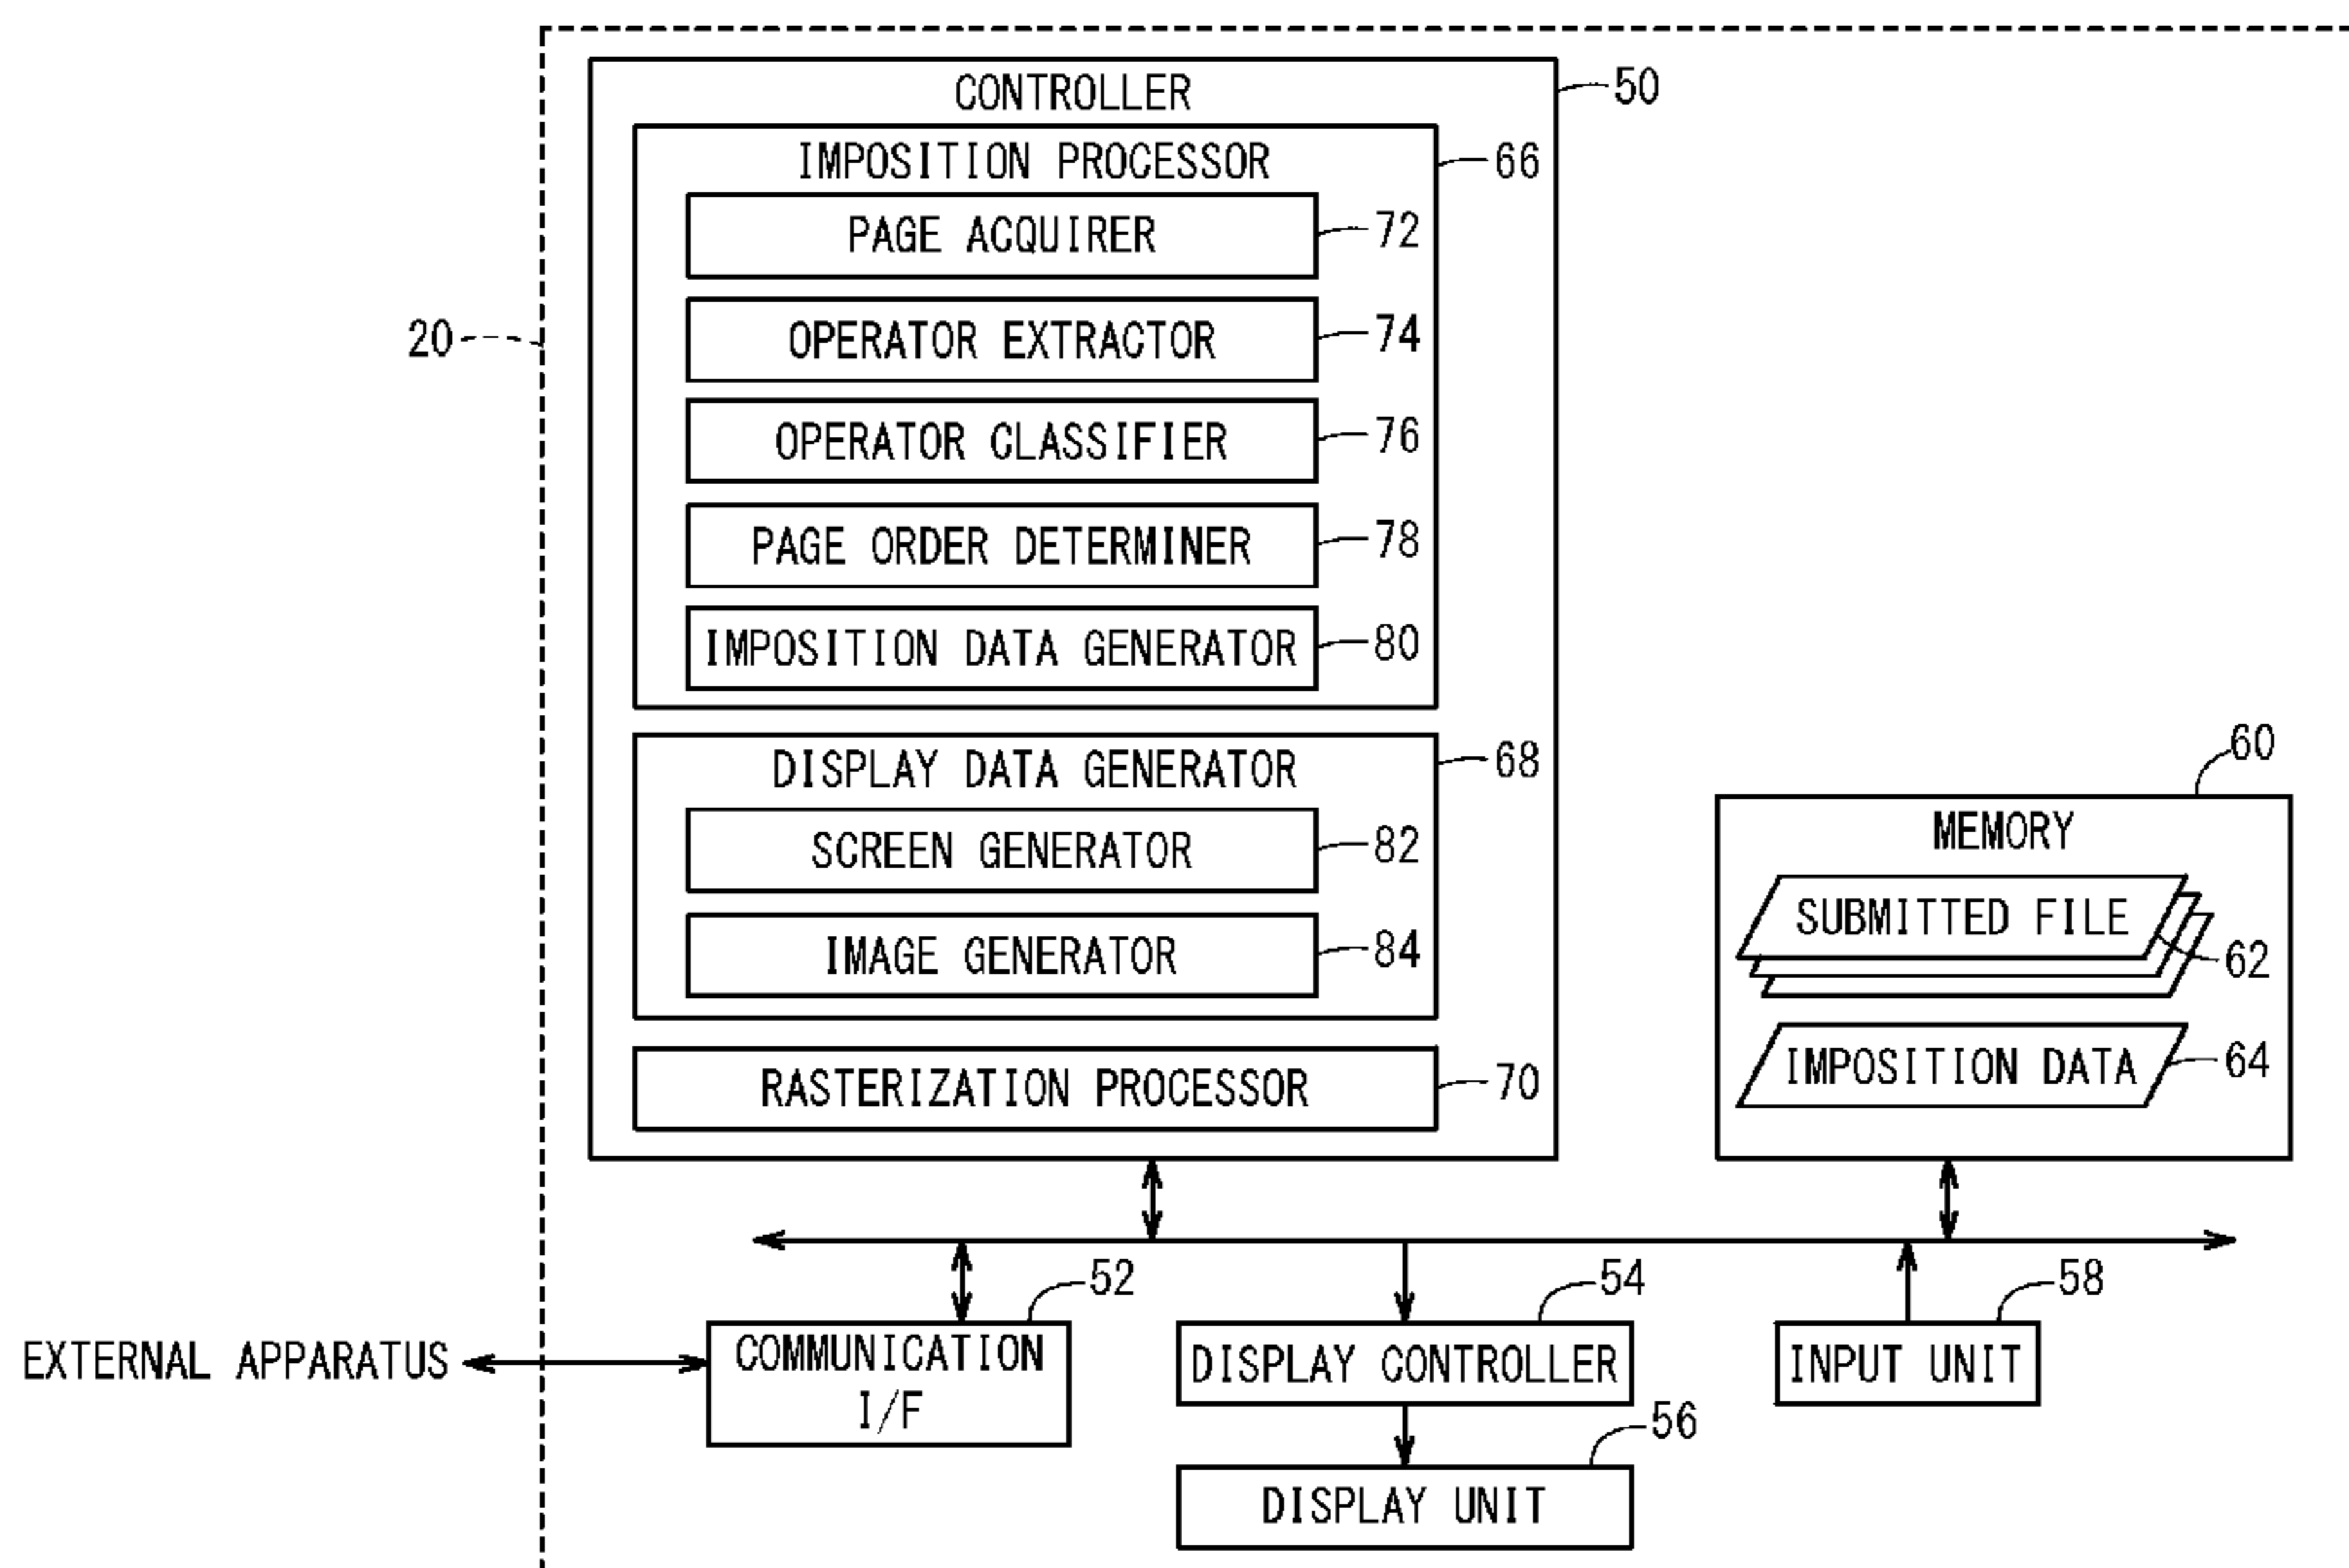 CONTROLLER
50
IMPOSITION PROCESSOR
66
PAGE ACQUIRER
72
20
OPERATOR EXTRACTOR
74
OPERATOR CLASSIFIER
76
PAGE ORDER DETERMINER
78
IMPOSITION DATA GENERATOR
80
DISPLAY DATA GENERATOR
68
SCREEN GENERATOR
82
IMAGE GENERATOR
84
RASTERIZATION PROCESSOR
70
60
MEMORY
SUBMITTED FILE
62
IMPOSITION DATA
64
EXTERNAL APPARATUS
52
COMMUNICATION
I/F
54
DISPLAY CONTROLLER
56
DISPLAY UNIT
58
INPUT UNIT